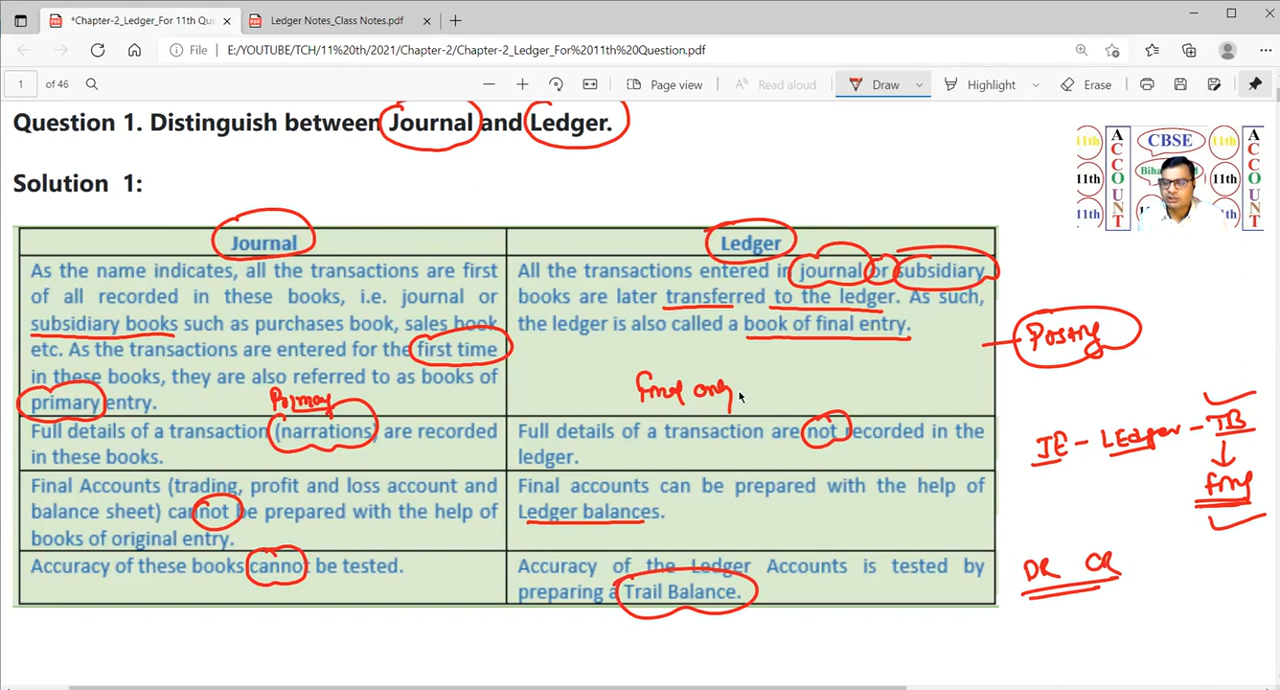 *Chapter-2_Ledger_For 11th Que
Ledger Notes_Class Notes.pdf
File
E:/YOUTUBE/TCH/11%20th/2021/Chapter-2/Chapter-2_Ledger_For%2011th%20Question.pdf
1 of 46
Page view
Read aloud
Draw
Highlight
Erase
Question 1. Distinguish between Journal and Ledger.
Solution 1:
CBSE
11th
11th
11th
11th
ACCOUNT
ACCOUNT
Journal
As the name indicates, all the transactions are first
of all recorded in these books, i.e. journal or
subsidiary books such as purchases book, sales book
etc. As the transactions are entered for the first time
in these books, they are also referred to as books of
primary entry.
Primary
Full details of a transaction (narrations) are recorded
in these books.
Final Accounts (trading, profit and loss account and
balance sheet) cannot be prepared with the help of
books of original entry.
Accuracy of these books cannot be tested.
Ledger
All the transactions entered in journal or subsidiary
books are later transferred to the ledger. As such,
the ledger is also called a book of final entry.
Full details of a transaction are not recorded in the
ledger.
Final accounts can be prepared with the help of
Ledger balances.
Accuracy of the Ledger Accounts is tested by
preparing a Trail Balance.
Posting
JE - LEdger - TB
DR CR